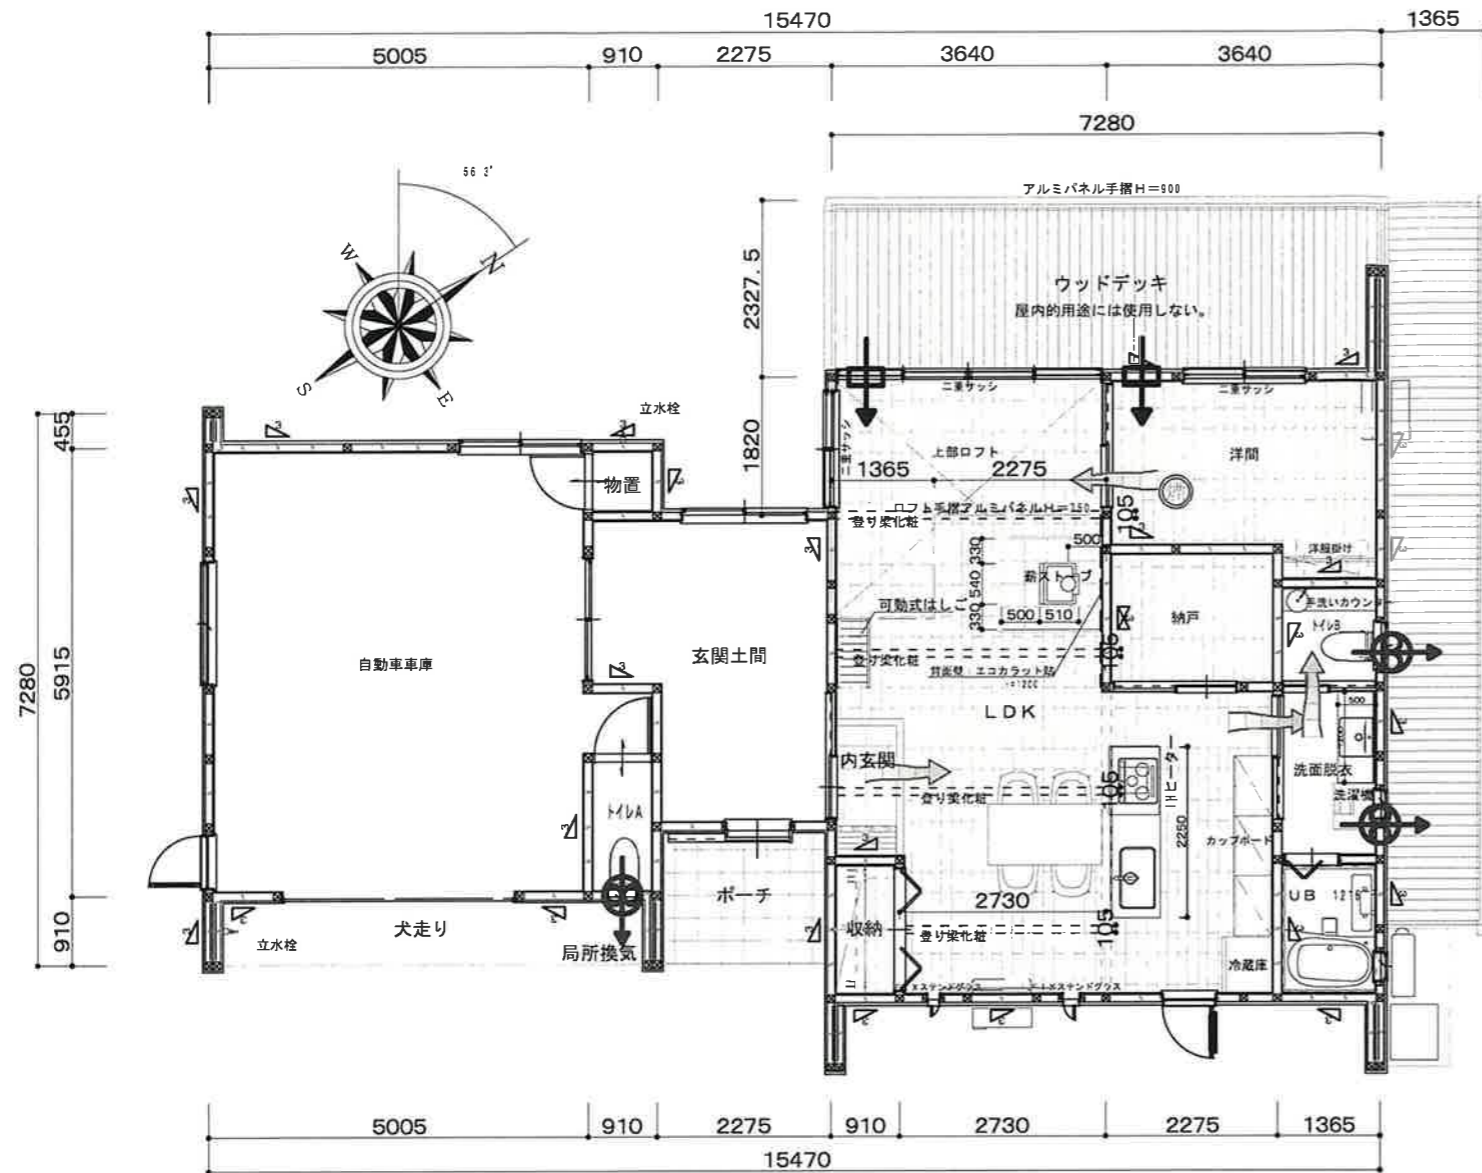 15470
1365
5005
910
2275
3640
3640
7280
アルミパネル手摺H=900
56.3°
N
W
S
E
2327.5
ウッドデッキ
屋内的用途には使用しない。
二重サッシ
二重サッシ
二重サッシ
立水栓
455
1820
上部ロフト
洋間
1365
2275
物置
ロフト手摺アルミパネルH=750
登り梁化粧
105
500
洋服掛け
330
540
330
薪ストーブ
500
510
可動式はしご
納戸
手洗いカウンター
トイレB
自動車車庫
玄関土間
登り梁化粧
105
背面壁:エコカラット貼
7280
5915
LDK
500
内玄関
登り梁化粧
105
IHヒーター
2250
カップボード
洗面脱衣
洗濯機
トイレA
ポーチ
収納
2730
登り梁化粧
105
UB
1216
冷蔵庫
910
立水栓
犬走り
局所換気
5005
910
2275
910
2730
2275
1365
15470